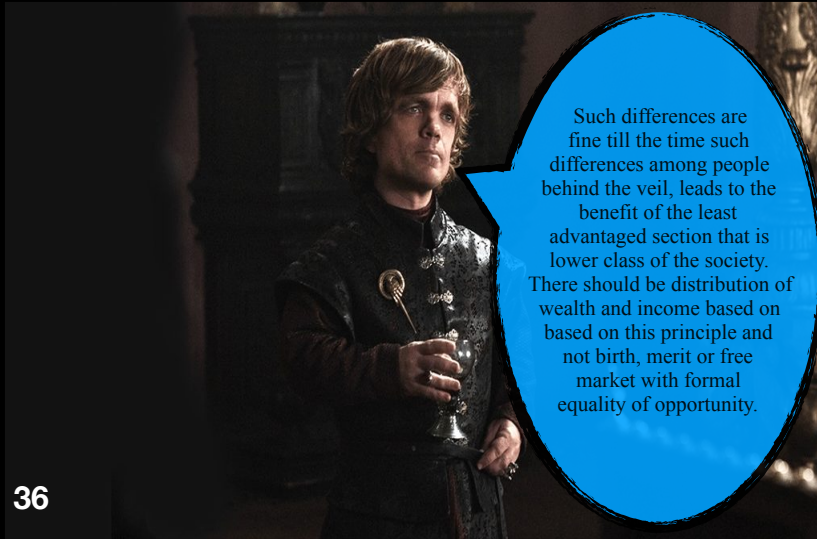 Such differences are
fine till the time such
differences among people
behind the veil, leads to the
benefit of the least
advantaged section that is
lower class of the society.
There should be distribution of
wealth and income based on
based on this principle and
not birth, merit or free
market with formal
equality of opportunity.
36